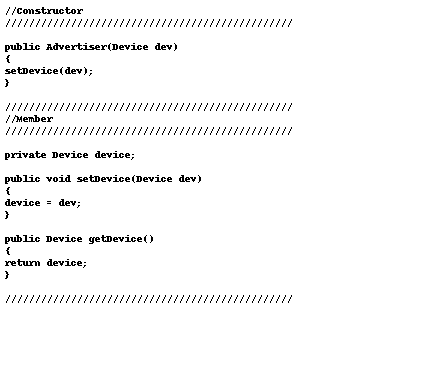 //Constructor
////////////////////////////////////////////////
public Advertiser(Device dev)
{
setDevice(dev);
}
////////////////////////////////////////////////
//Member
////////////////////////////////////////////////
private Device device;
public void setDevice(Device dev)
{
device = dev;
}
public Device getDevice()
{
return device;
}
////////////////////////////////////////////////